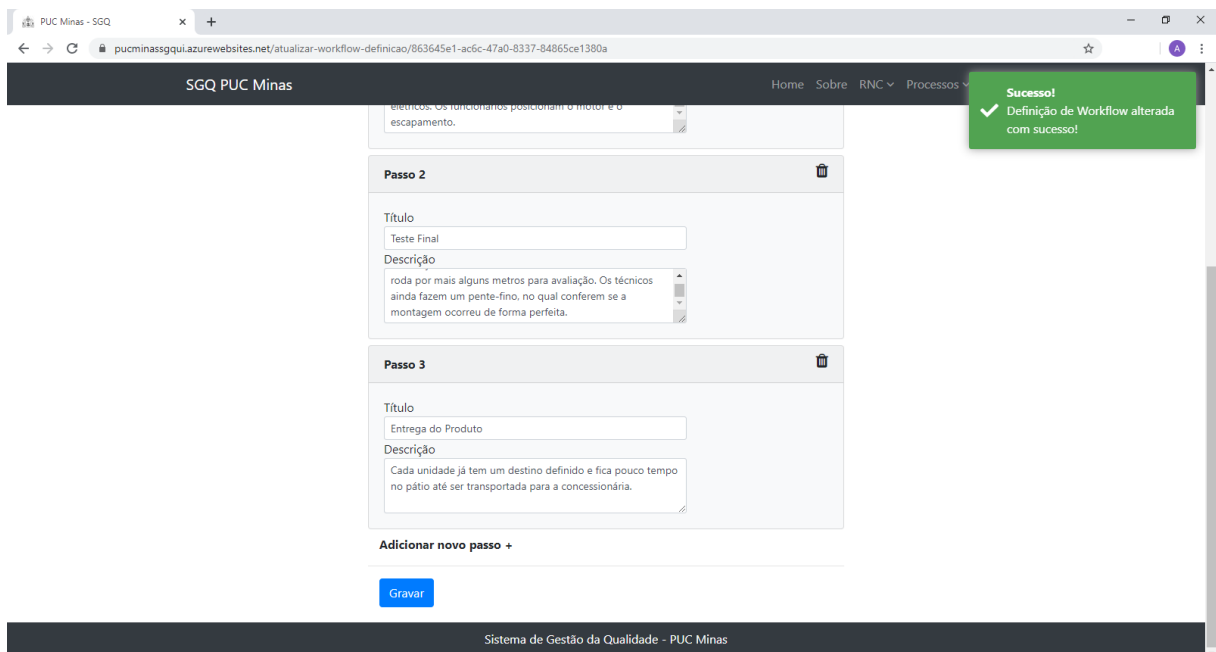 PUC Minas - SGQ
pucminassgqui.azurewebsites.net/atualizar-workflow-definicao/863645e1-ac6c-47a0-8337-84865ce1380a
A
SGQ PUC Minas
Home Sobre RNC Processos
Sucesso!
Definição de Workflow alterada
com sucesso!
elétricos. Os funcionários posicionam o motor e o
escapamento.
Passo 2
Título
Teste Final
Descrição
roda por mais alguns metros para avaliação. Os técnicos
ainda fazem um pente-fino, no qual conferem se a
montagem ocorreu de forma perfeita.
Passo 3
Título
Entrega do Produto
Descrição
Cada unidade já tem um destino definido e fica pouco tempo
no pátio até ser transportada para a concessionária.
Adicionar novo passo +
Gravar
Sistema de Gestão da Qualidade - PUC Minas